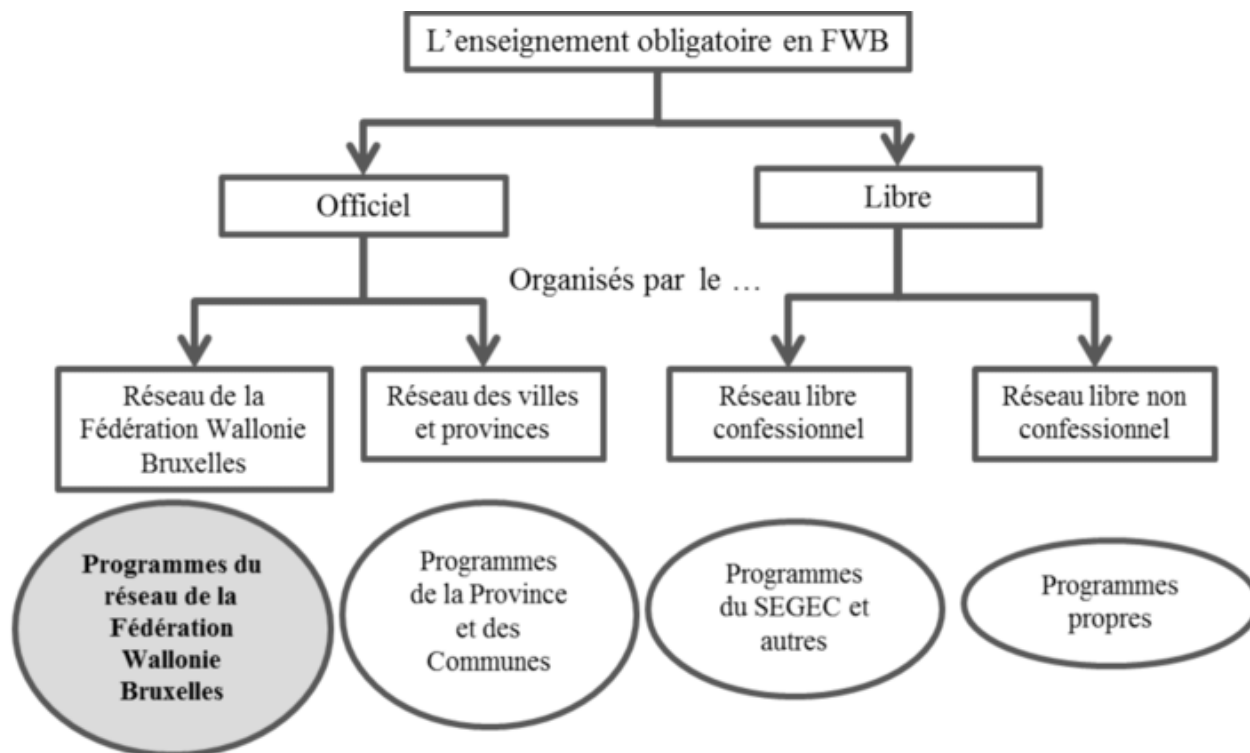 L’enseignement obligatoire en FWB
Officiel
Libre
Organisés par le …
Réseau de la
Fédération Wallonie
Bruxelles
Réseau des villes
et provinces
Réseau libre
confessionnel
Réseau libre non
confessionnel
Programmes du
réseau de la
Fédération
Wallonie
Bruxelles
Programmes
de la Province
et des
Communes
Programmes
du SEGEC et
autres
Programmes
propres